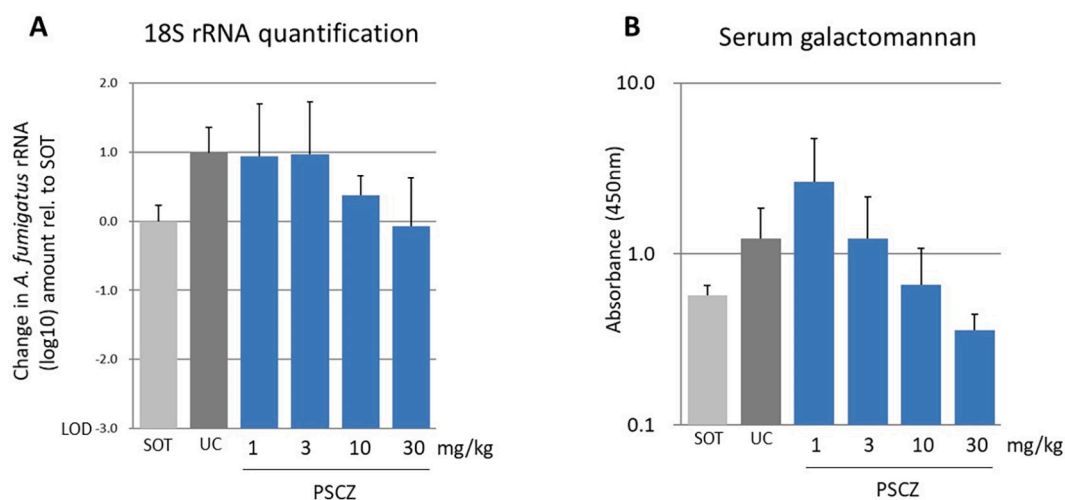 A
18S rRNA quantification
Change in A. fumigatus rRNA
(log10) amount rel. to SOT
2.0
1.0
0.0
-1.0
-2.0
LOD -3.0
SOT UC 1 3 10 30 mg/kg
PSCZ
B
Serum galactomannan
Absorbance (450nm)
10.0
1.0
0.1
SOT UC 1 3 10 30 mg/kg
PSCZ